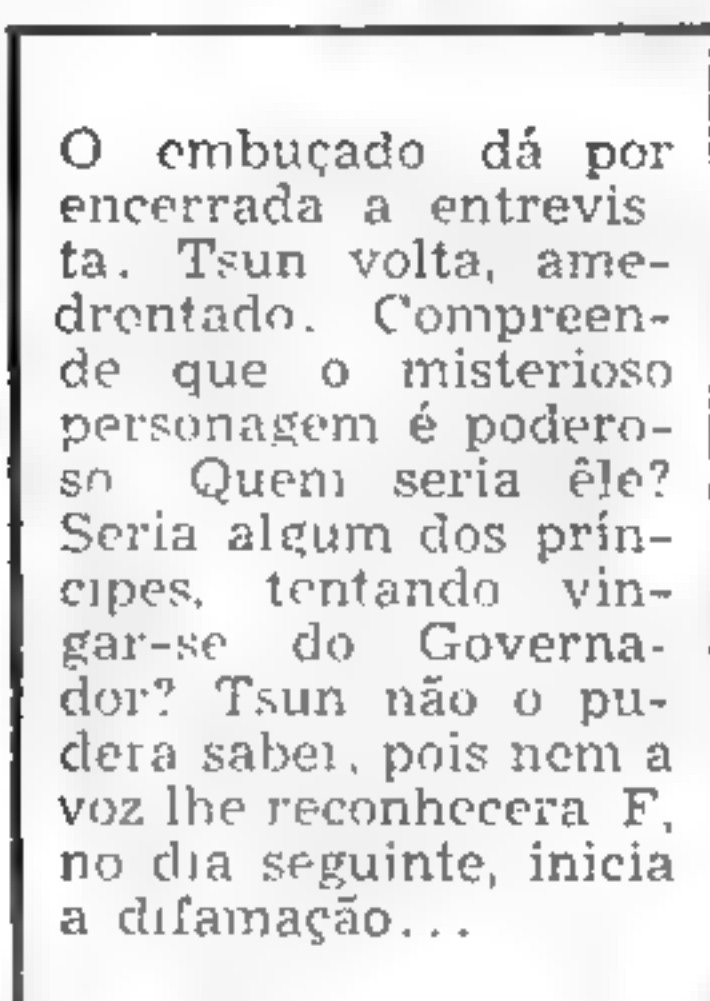 O embuçado dá por
encerrada a entrevis
ta. Tsun volta, ame-
drontado. Compreen-
de que o misterioso
personagem é podero-
so Quem seria êle?
Seria algum dos prín-
cipes, tentando vin-
gar-se do Governa-
dor? Tsun não o pu-
dera saber, pois nem a
voz lhe reconhecera E,
no dia seguinte, inicia
a difamação...